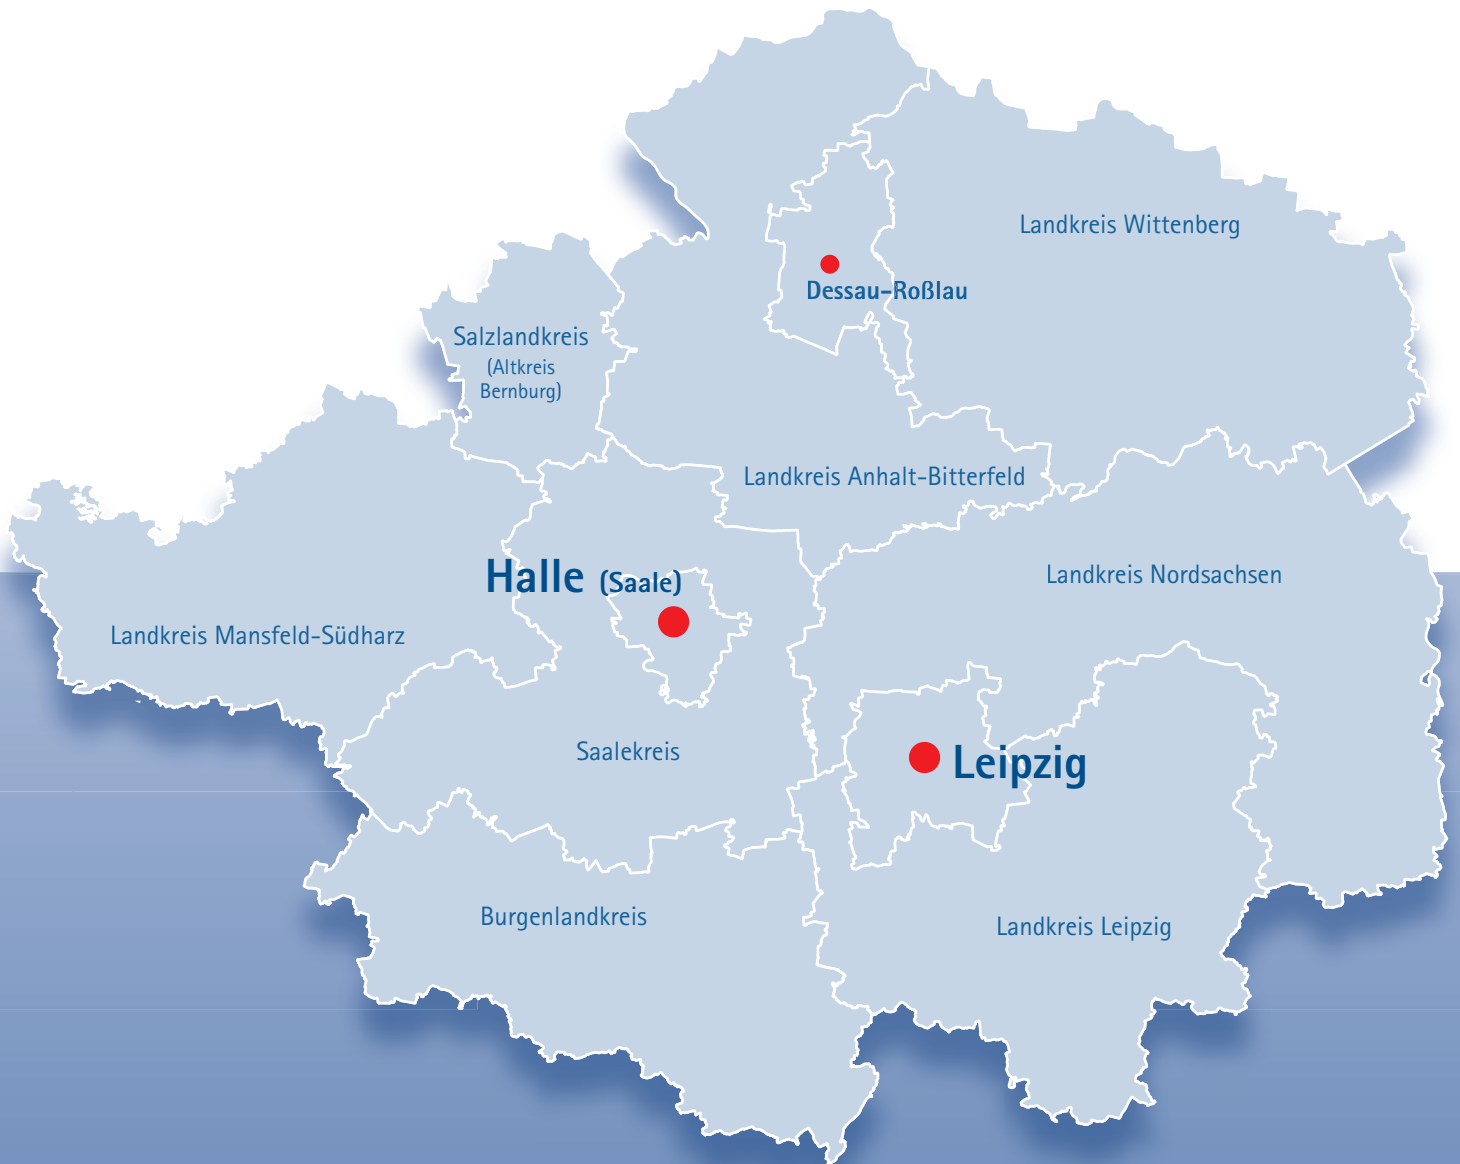 Landkreis Wittenberg
Dessau-Roßlau
Salzlandkreis
(Altkreis
Bernburg)
Landkreis Anhalt-Bitterfeld
Halle (Saale)
Landkreis Nordsachsen
Landkreis Mansfeld-Südharz
Saalekreis
Leipzig
Burgenlandkreis
Landkreis Leipzig